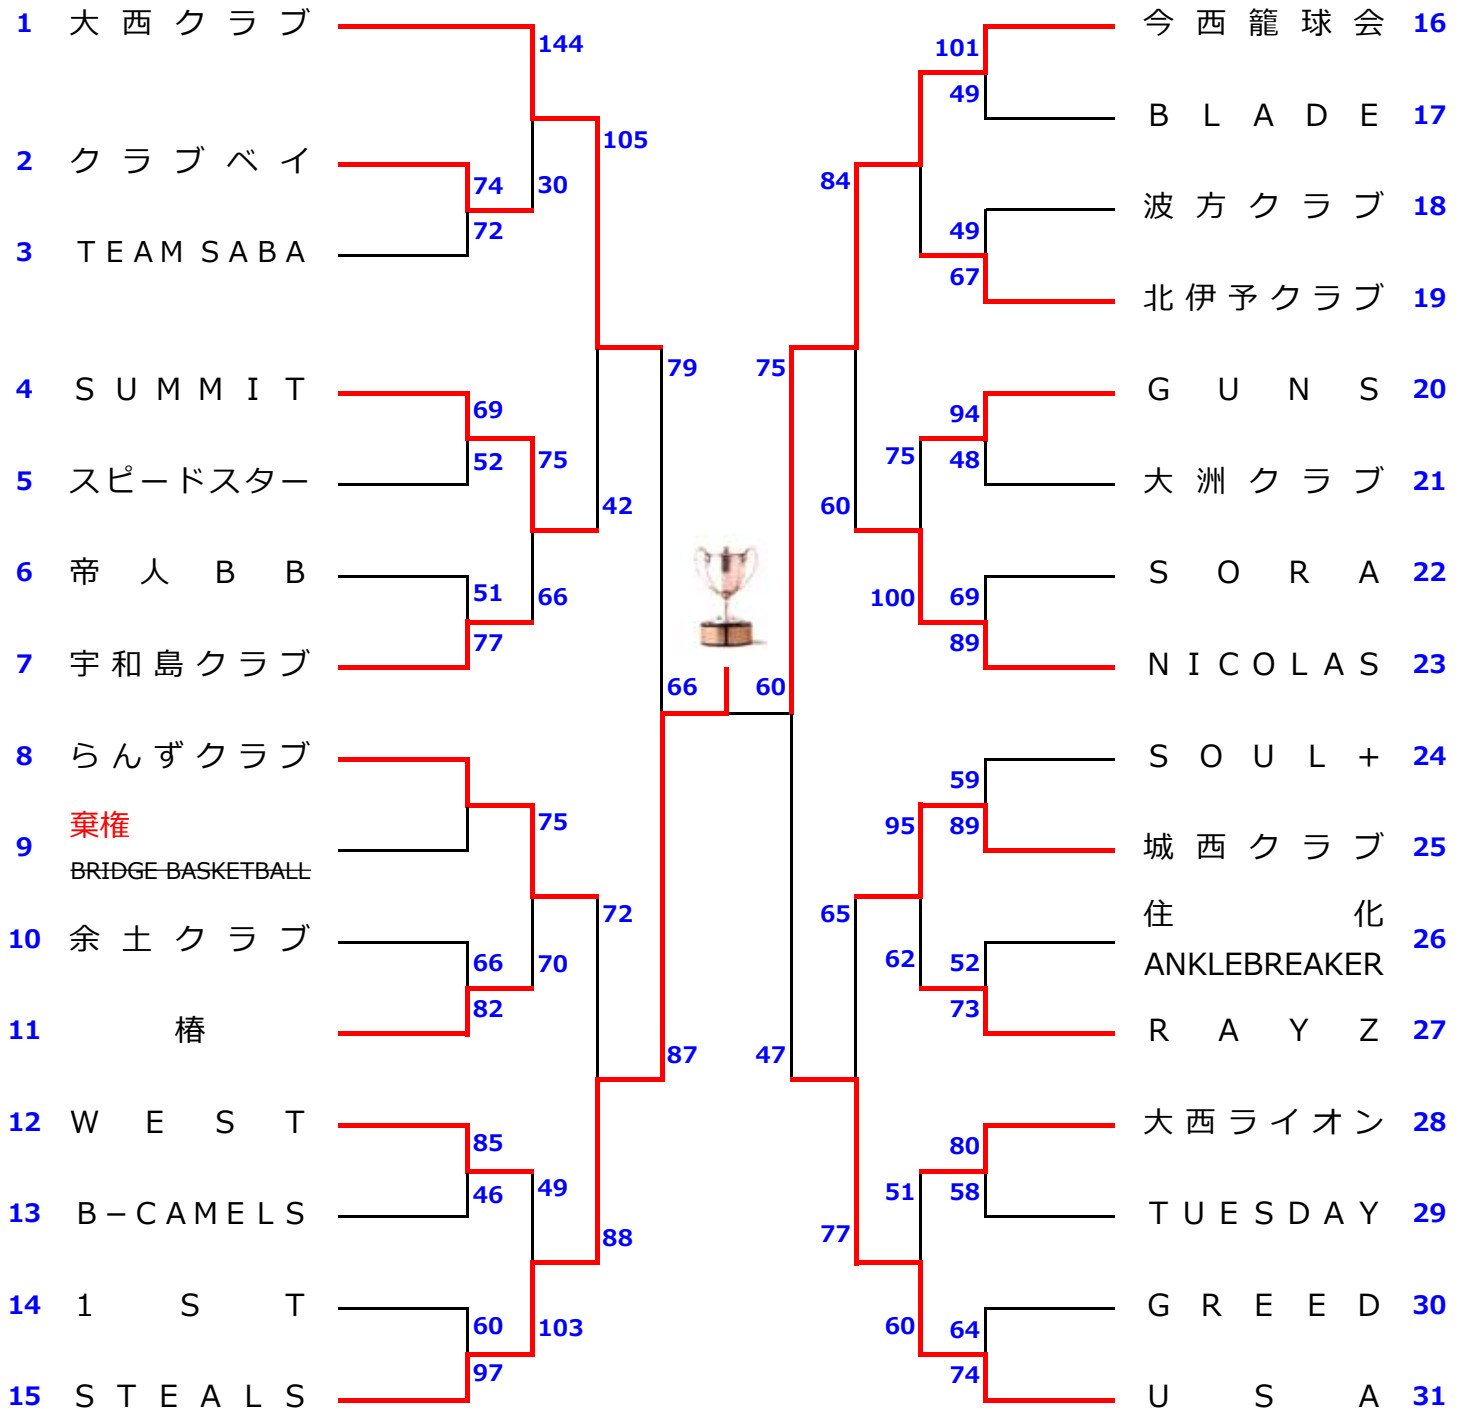 1 大西クラブ
144
105
2 クラブベイ
74
30
72
3 TEAM SABA
79
4 SUMMIT
69
75
52
5 スピードスター
42
6 帝人BB
51
66
77
7 宇和島クラブ
66
8 らんずクラブ
75
棄権
9 BRIDGE BASKETBALL
72
10 余土クラブ
66
70
82
11 椿
87
12 WEST
85
49
46
13 B－CAMELS
88
14 1ST
60
103
97
15 STEALS
今西籠球会 16
101
49
BLADE 17
84
波方クラブ 18
49
67
北伊予クラブ 19
75
GUNS 20
94
75
48
大洲クラブ 21
60
SORA 22
100
69
89
NICOLAS 23
60
SOUL+ 24
59
95
89
城西クラブ 25
65
住化
ANKLEBREAKER 26
62
52
73
RAYZ 27
47
大西ライオン 28
80
51
58
TUESDAY 29
77
GREED 30
60
64
74
USA 31